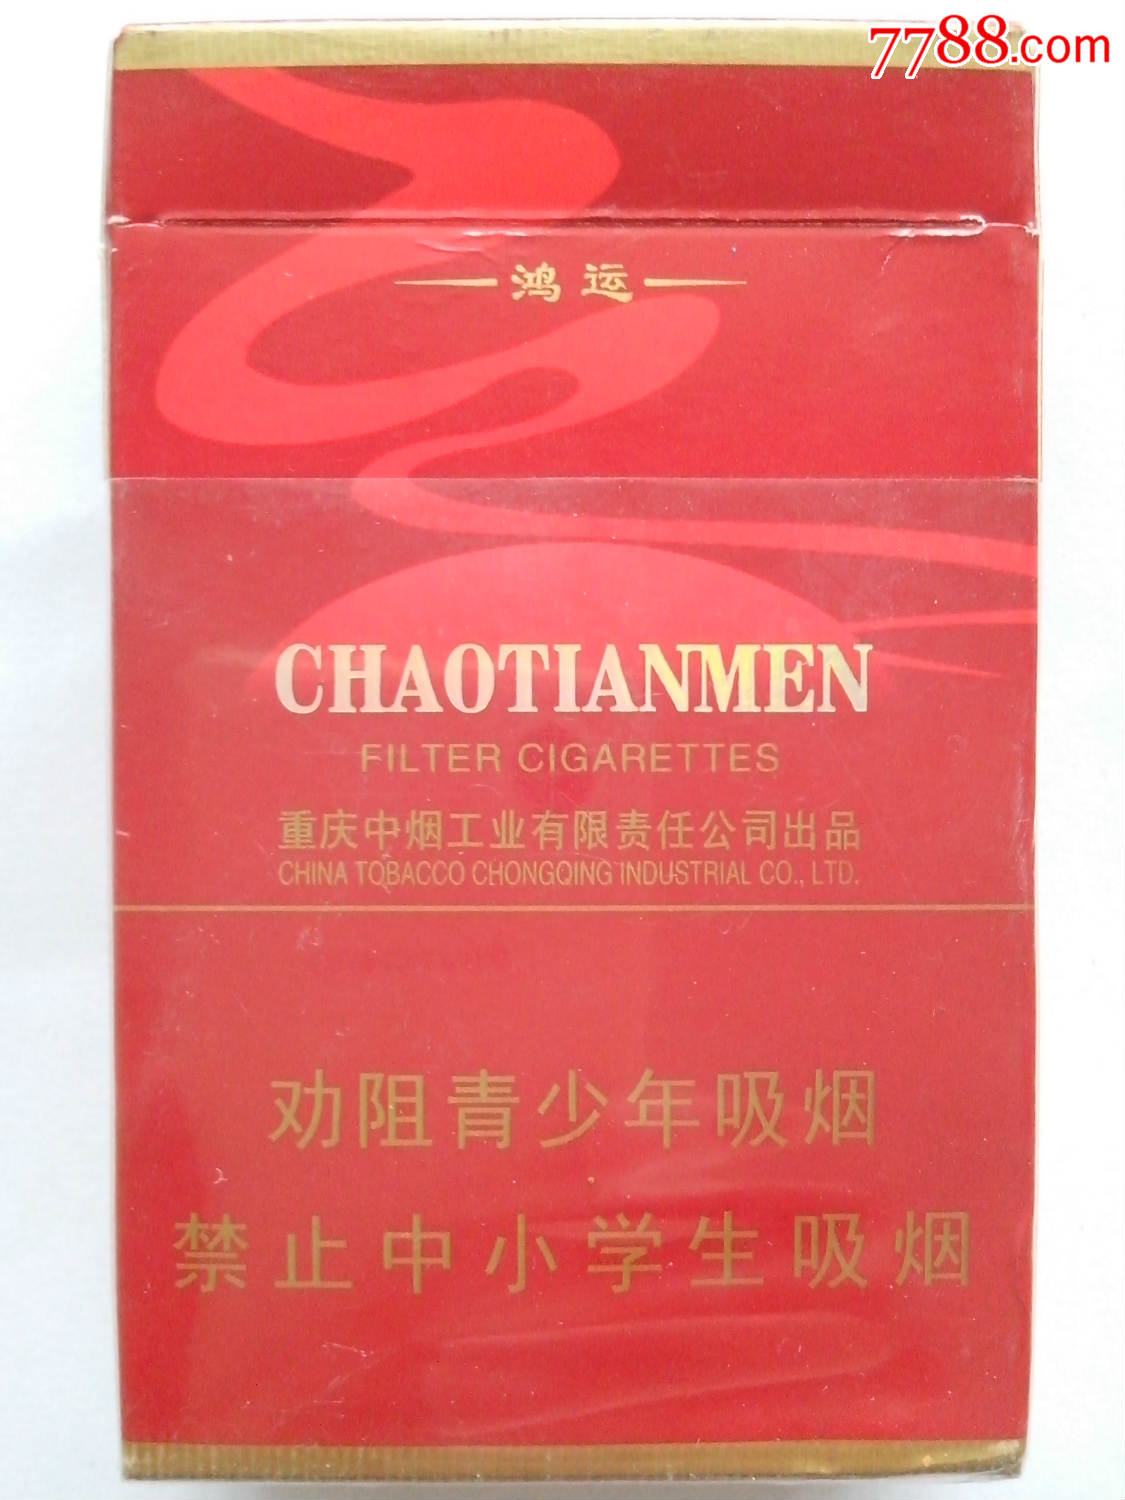 7788.com
鸿运
CHAOTIANMEN
FILTER CIGARETTES
重庆中烟工业有限责任公司出品
CHINA TOBACCO CHONGQING INDUSTRIAL CO., LTD.
劝阻青少年吸烟
禁止中小学生吸烟